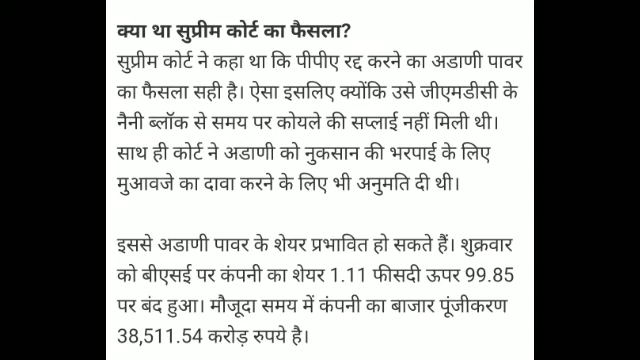 क्या था सुप्रीम कोर्ट का फैसला?
सुप्रीम कोर्ट ने कहा था कि पीपीए रद्द करने का अडाणी पावर
का फैसला सही है। ऐसा इसलिए क्योंकि उसे जीएमडीसी के
नैनी ब्लॉक से समय पर कोयले की सप्लाई नहीं मिली थी।
साथ ही कोर्ट ने अडाणी को नुकसान की भरपाई के लिए
मुआवजे का दावा करने के लिए भी अनुमति दी थी।
इससे अडाणी पावर के शेयर प्रभावित हो सकते हैं। शुक्रवार
को बीएसई पर कंपनी का शेयर 1.11 फीसदी ऊपर 99.85
पर बंद हुआ। मौजूदा समय में कंपनी का बाजार पूंजीकरण
38,511.54 करोड़ रुपये है।